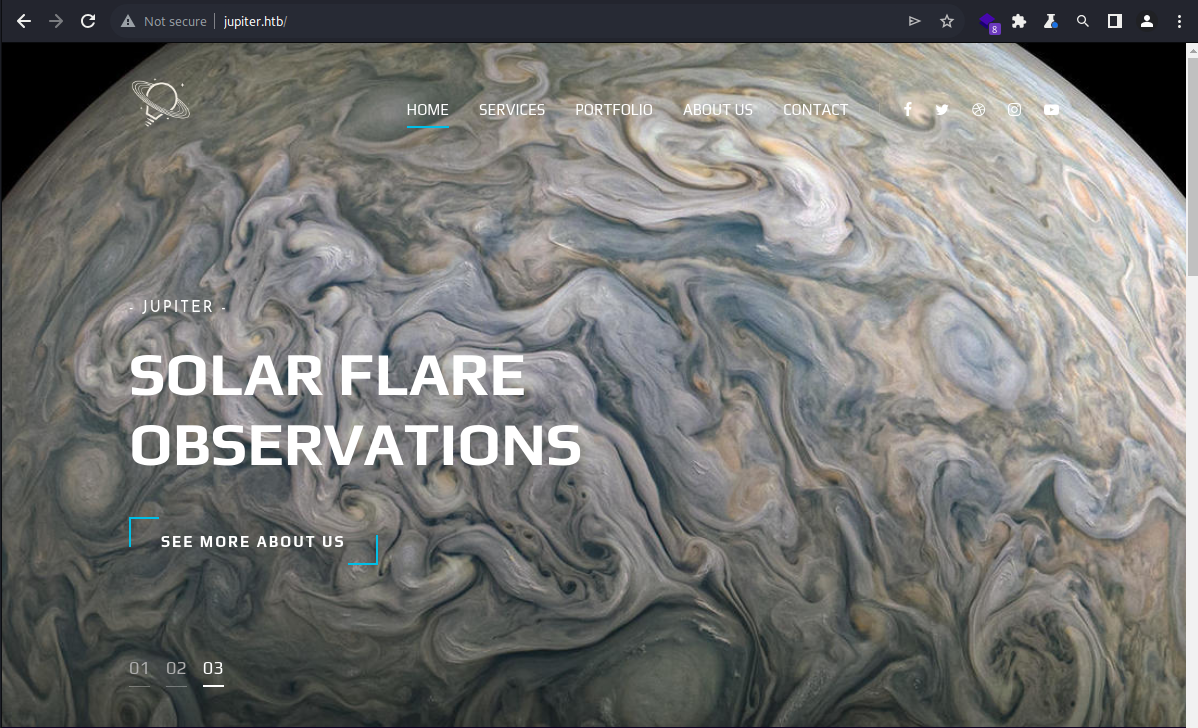 Not secure jupiter.htb/
8
HOME SERVICES PORTFOLIO ABOUT US CONTACT
- JUPITER -
SOLAR FLARE
OBSERVATIONS
SEE MORE ABOUT US
01 02 03